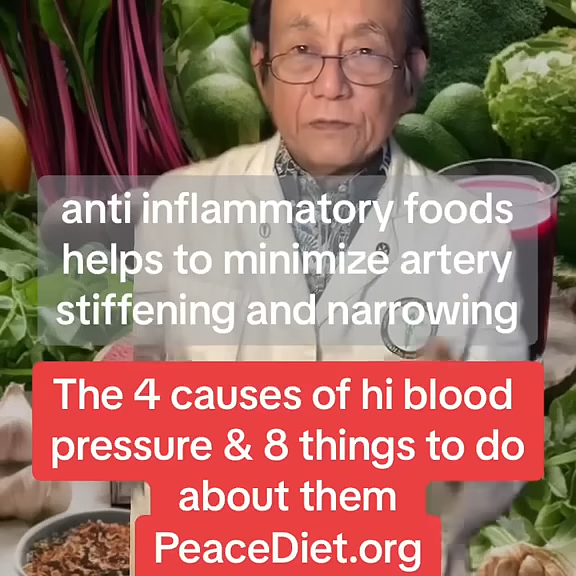 anti inflammatory foods
helps to minimize artery
stiffening and narrowing
The 4 causes of hi blood
pressure & 8 things to do
about them
PeaceDiet.org